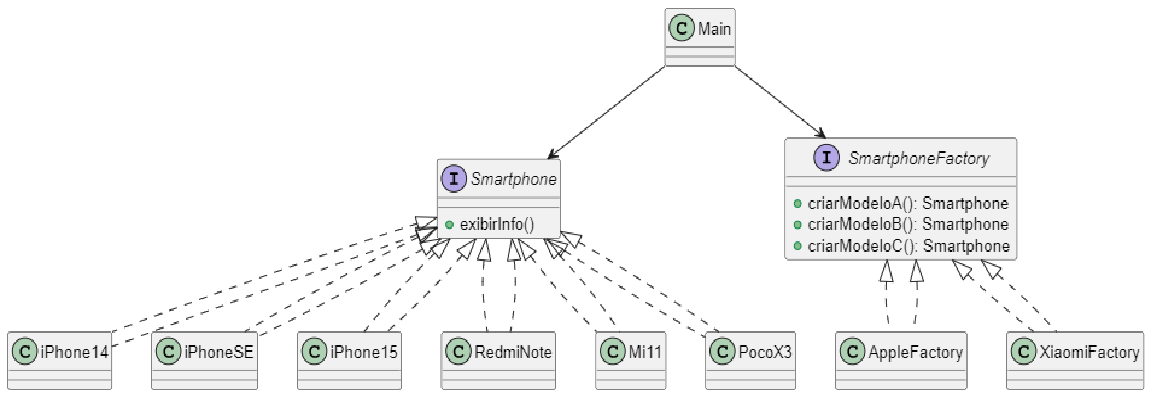 C Main
I Smartphone
exibirInfo()
I SmartphoneFactory
criarModeloA(): Smartphone
criarModeloB(): Smartphone
criarModeloC(): Smartphone
C iPhone14
C iPhoneSE
C iPhone15
C RedmiNote
C Mi11
C PocoX3
C AppleFactory
C XiaomiFactory